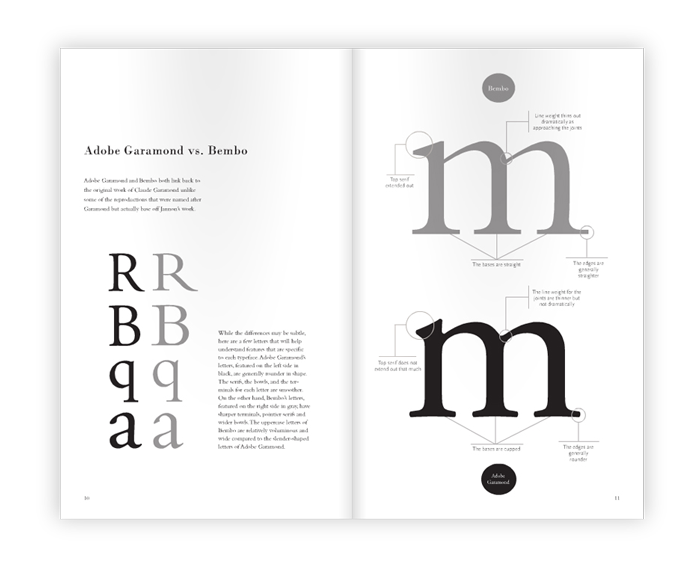 Adobe Garamond vs. Bembo
Adobe Garamond and Bembo both link back to
the original work of Claude Garamond unlike
some of the reproductions that were named after
Garamond but actually base off Jannon's work.
R R
B B
q q
a a
While the differences may be subtle,
here are a few letters that will help
understand features that are specific
to each typeface. Adobe Garamond's
letters, featured on the left side in
black, are generally rounder in shape.
The serifs, the bowls, and the ter-
minals for each letter are smoother.
On the other hand, Bembo's letters,
featured on the right side in gray, have
sharper terminals, pointier serifs and
wider bowls. The uppercase letters of
Bembo are relatively voluminous and
wide compared to the slender-shaped
letters of Adobe Garamond.
10
Bembo
Line weight thins out
dramatically as
approaching the joints
m
Top serif
extended out
The bases are straight
The edges are
generally
straighter
The line weight for the
joints are thinner but
not dramatically
m
Top serif does not
extend out that much
The bases are cupped
The edges are
generally
rounder
Adobe
Garamond
11